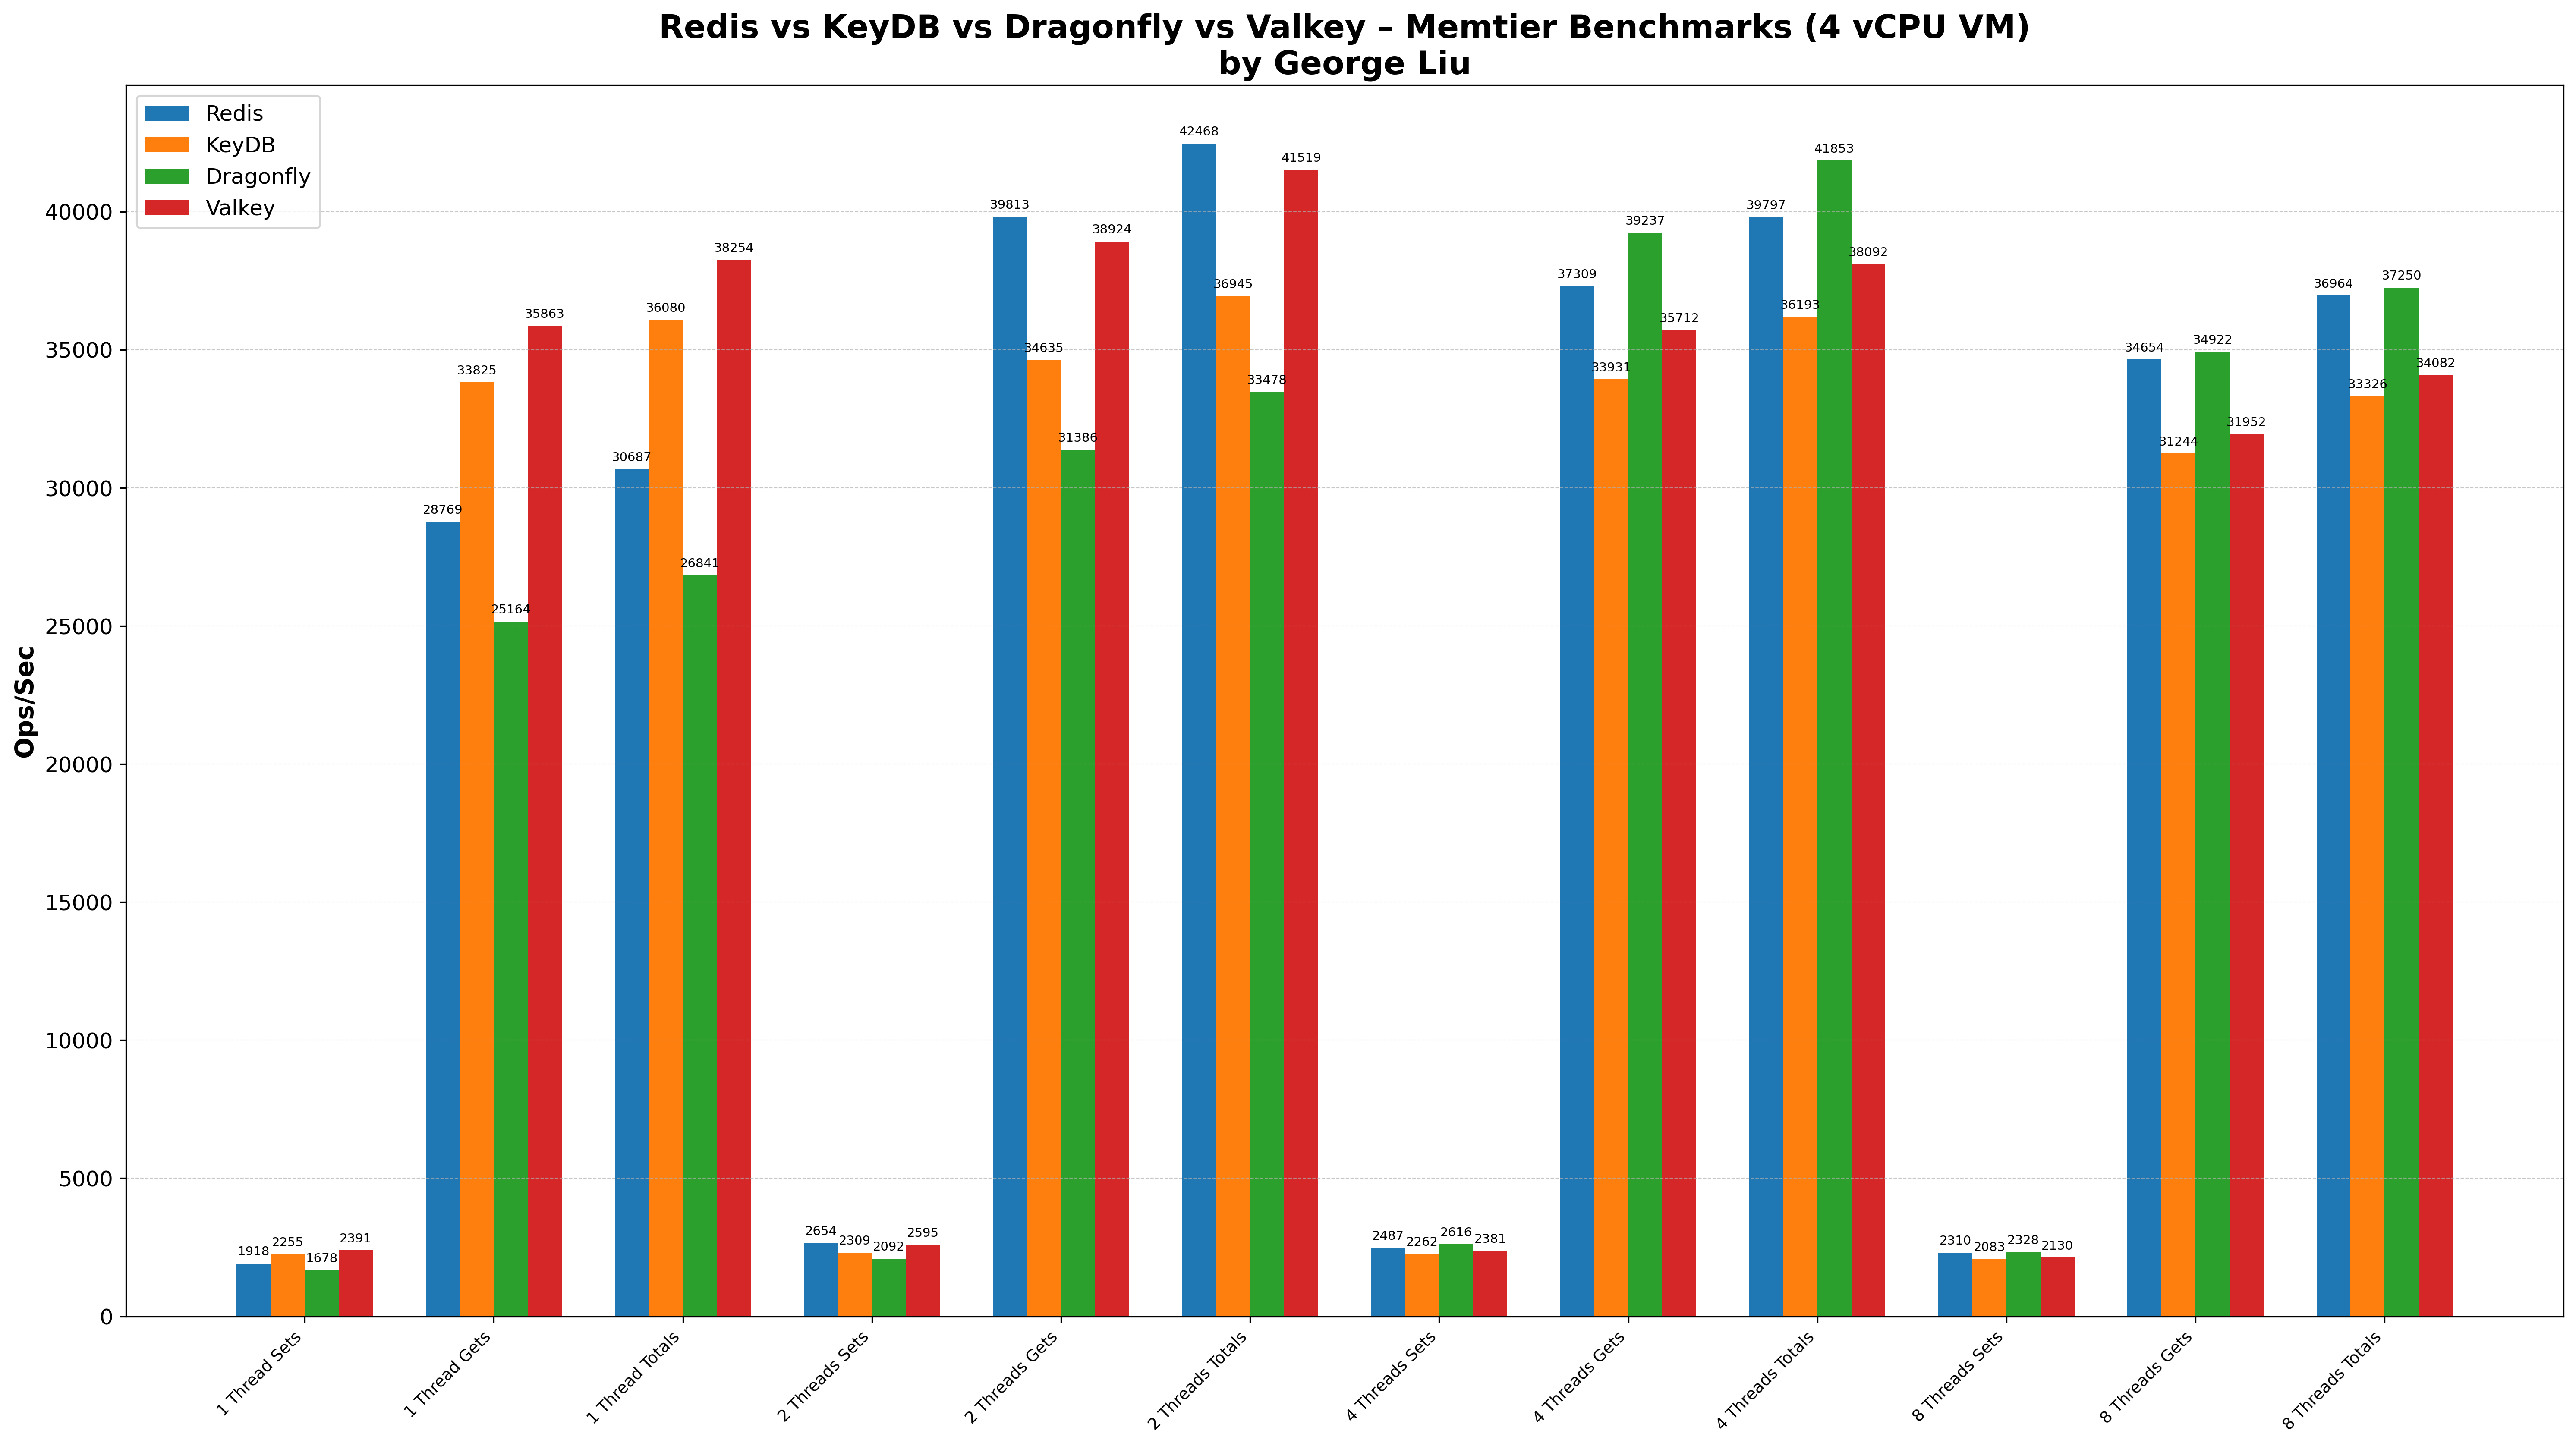 Redis vs KeyDB vs Dragonfly vs Valkey – Memtier Benchmarks (4 vCPU VM)
by George Liu
Redis
KeyDB
Dragonfly
Valkey
Ops/Sec
40000
35000
30000
25000
20000
15000
10000
5000
0
1918 2255 1678 2391
28769 33825 25164 35863
30687 36080 26841 38254
2654 2309 2092 2595
39813 34635 31386 38924
42468 36945 33478 41519
2487 2262 2616 2381
37309 33931 39237 35712
39797 36193 41853 38092
2310 2083 2328 2130
34654 31244 34922 31952
36964 33326 37250 34082
1 Thread Sets
1 Thread Gets
1 Thread Totals
2 Threads Sets
2 Threads Gets
2 Threads Totals
4 Threads Sets
4 Threads Gets
4 Threads Totals
8 Threads Sets
8 Threads Gets
8 Threads Totals